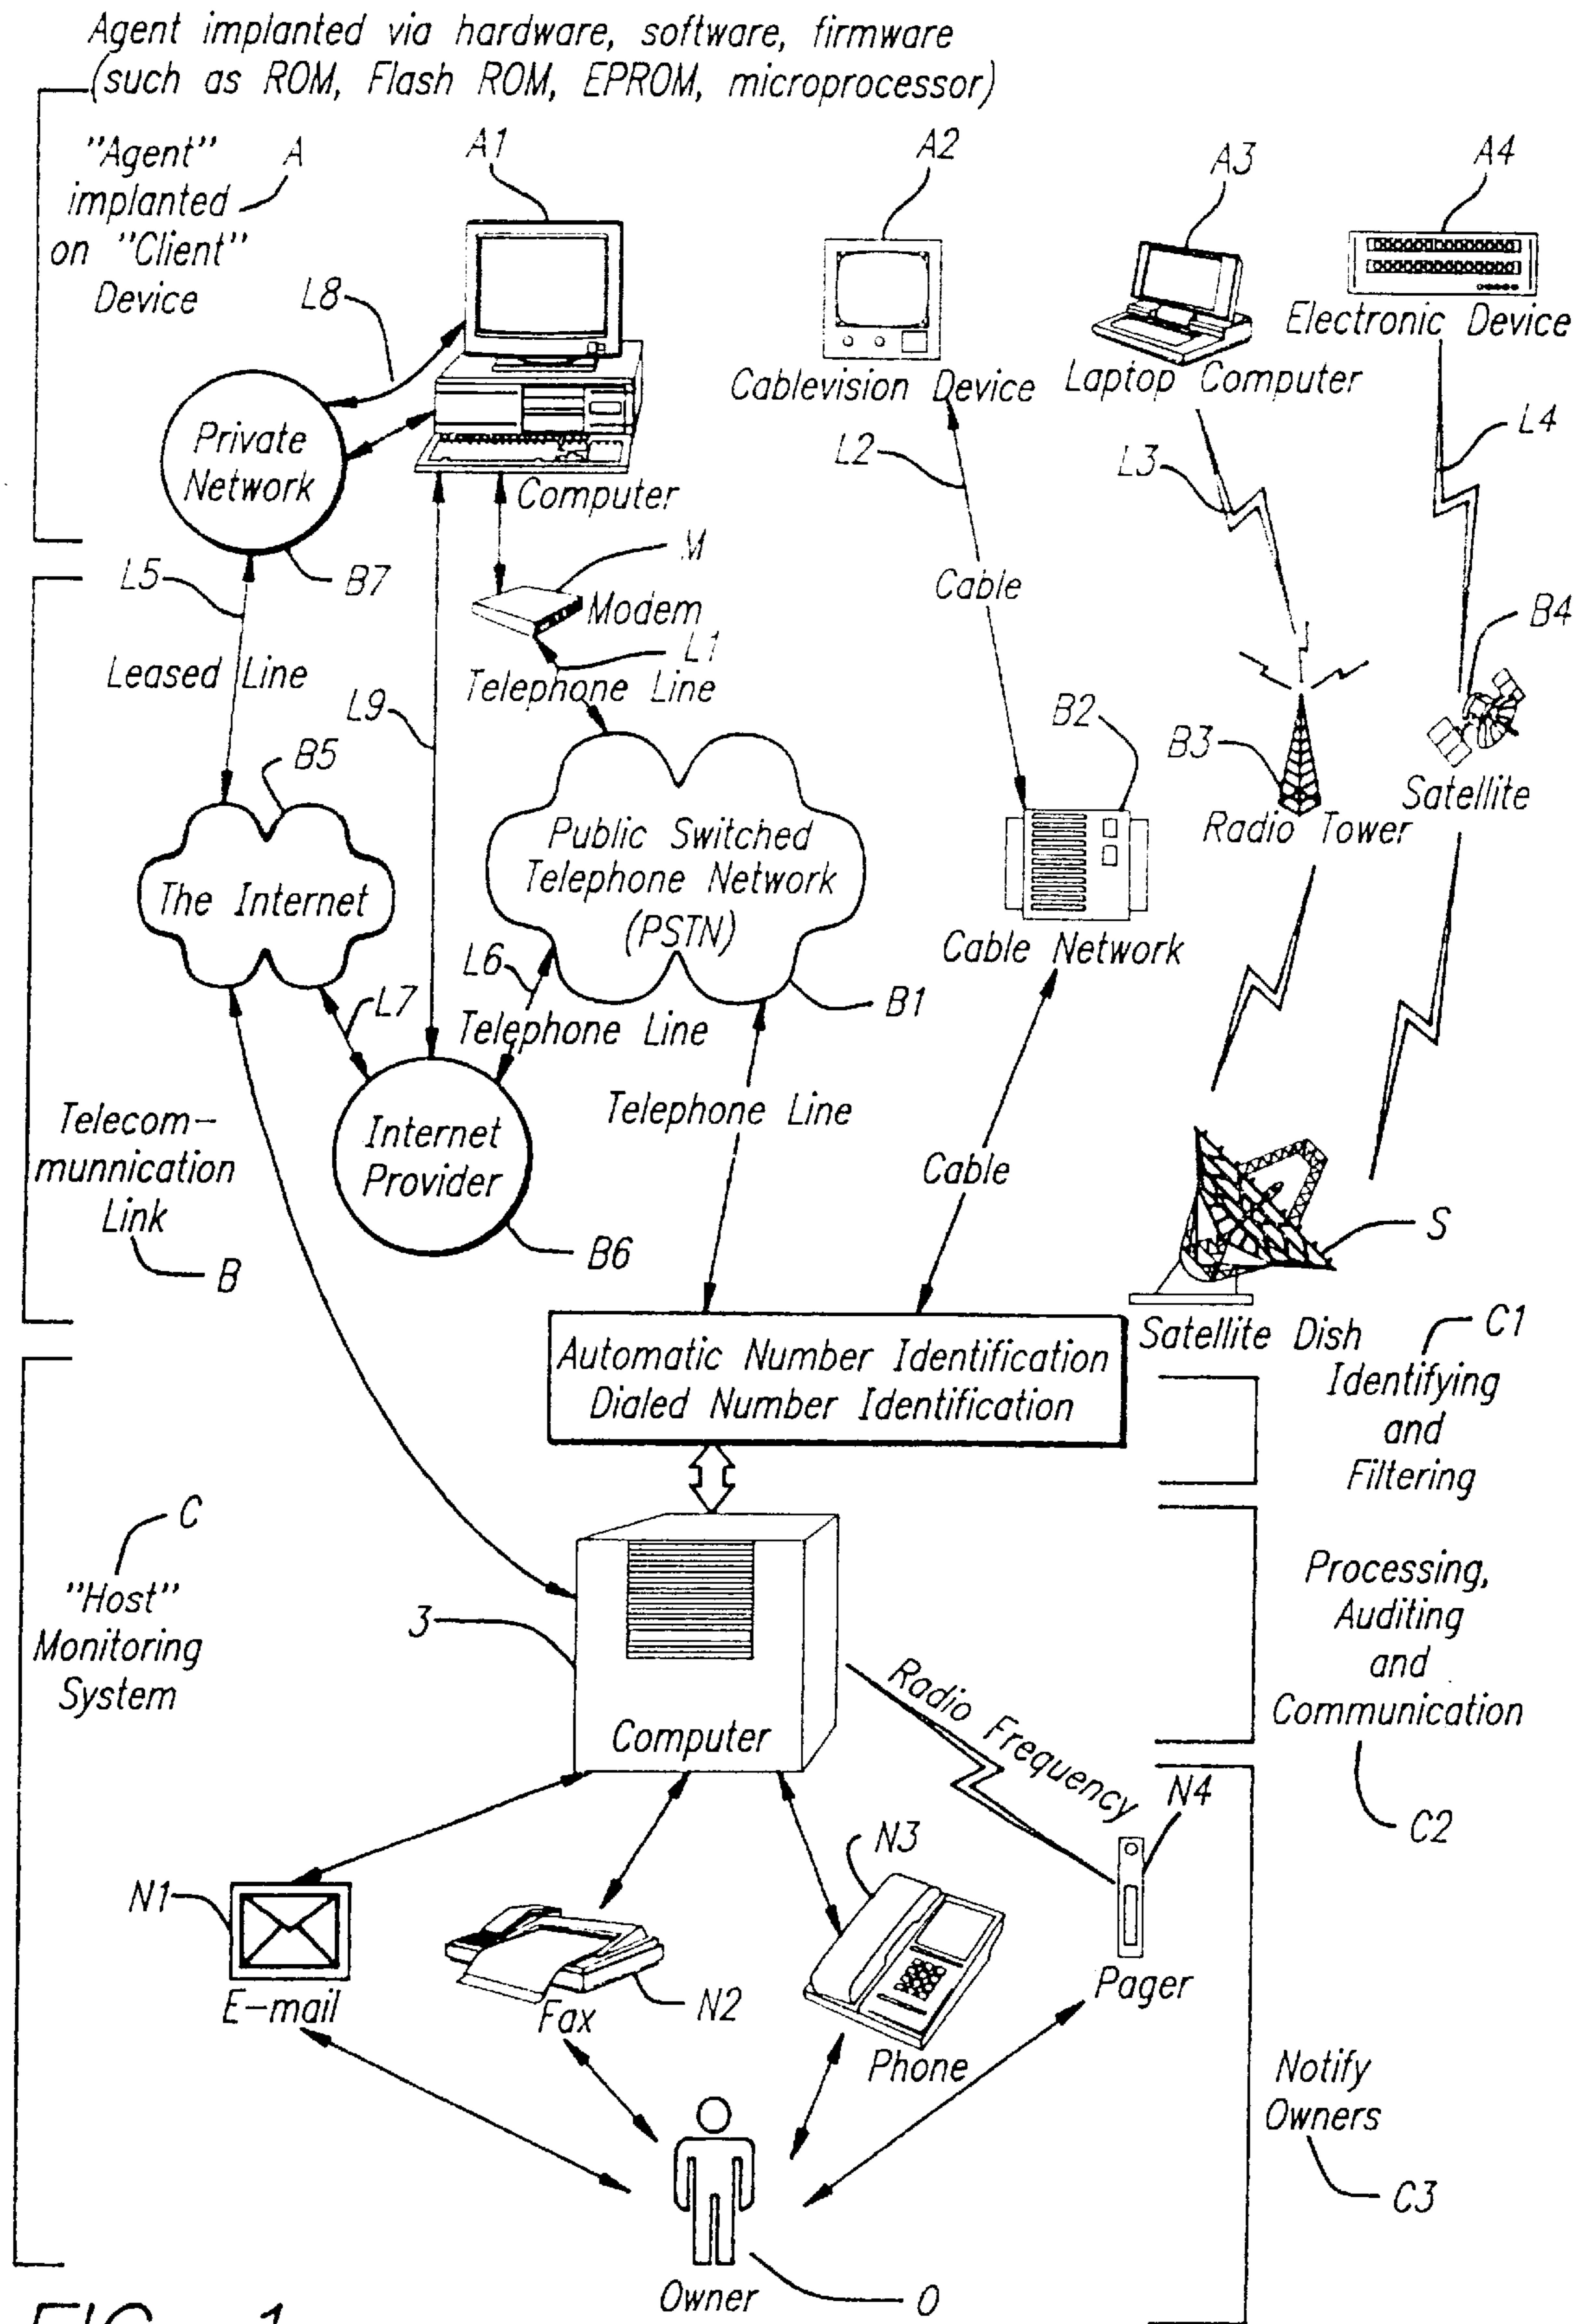 Agent implanted via hardware, software, firmware
(such as ROM, Flash ROM, EPROM, microprocessor)
"Agent"
implanted
on "Client"
Device
A
A1
A2
A3
A4
L8
Private
Network
Computer
Cablevision Device
Laptop Computer
Electronic Device
L2
L3
L4
L5
B7
M
Modem
L1
Cable
B4
Leased Line
Telephone Line
L9
B5
B2
B3
Radio Tower
Satellite
The Internet
Public Switched
Telephone Network
(PSTN)
Cable Network
L6
L7
Telephone Line
B1
Telephone Line
Cable
Internet
Provider
B6
Telecom-
munnication
Link
B
S
Satellite Dish
Automatic Number Identification
Dialed Number Identification
C1
Identifying
and
Filtering
C
"Host"
Monitoring
System
3
Computer
Radio Frequency
Processing,
Auditing
and
Communication
C2
N1
E-mail
Fax
N2
N3
Phone
N4
Pager
Notify
Owners
C3
Owner
O
FIG. 1